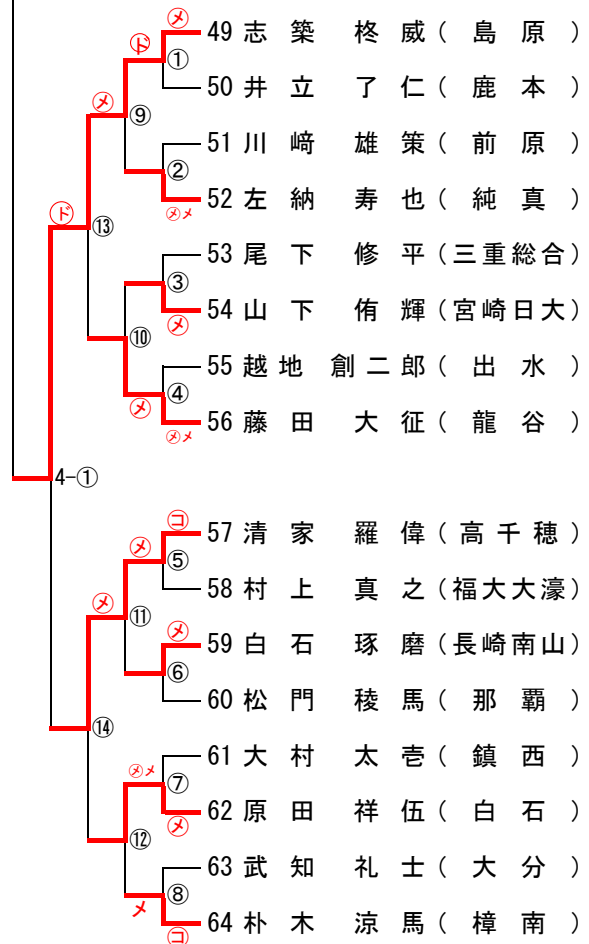 ㋱
49 志築 柊威 (島原)
㋣ ①
50 井立 了仁 (鹿本)
㋱ ⑨
51 川﨑 雄策 (前原)
②
52 左納 寿也 (純真)
㋱メ
㋣ ⑬
53 尾下 修平 (三重総合)
③
54 山下 侑輝 (宮崎日大)
㋱
⑩
55 越地 創二郎 (出水)
④
㋱
56 藤田 大征 (龍谷)
㋱メ
4-①
㋙
57 清家 羅偉 (高千穂)
㋱ ⑤
58 村上 真之 (福大大濠)
㋱ ⑪
㋱
59 白石 琢磨 (長崎南山)
⑥
60 松門 稜馬 (那覇)
⑭
61 大村 太壱 (鎮西)
㋱メ ⑦
62 原田 祥伍 (白石)
㋱
⑫
63 武知 礼士 (大分)
⑧
メ
64 朴木 涼馬 (樟南)
㋙